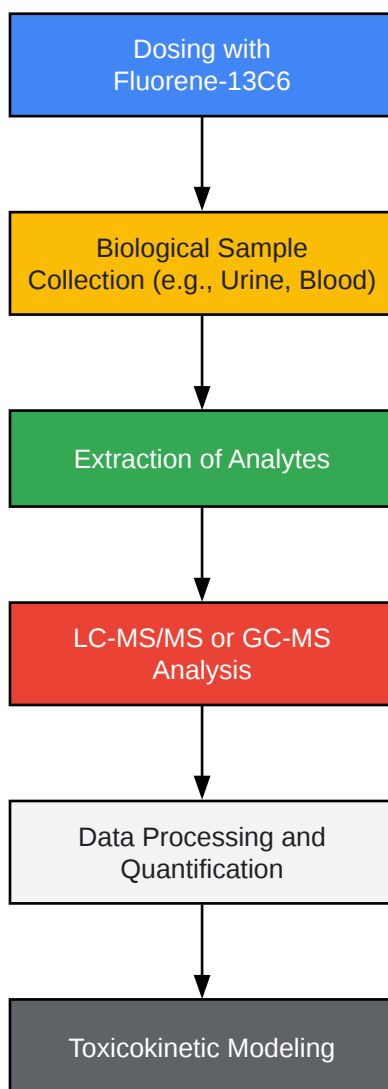 Dosing with
Fluorene-13C6
Biological Sample
Collection (e.g., Urine, Blood)
Extraction of Analytes
LC-MS/MS or GC-MS
Analysis
Data Processing and
Quantification
Toxicokinetic Modeling